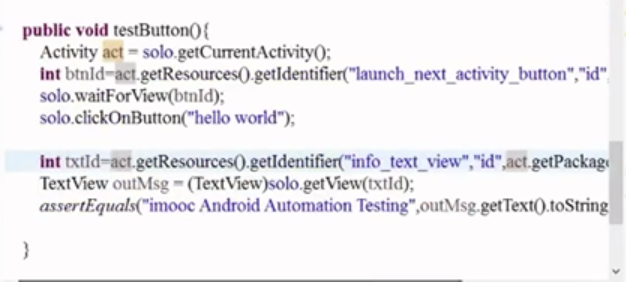 public void testButton(){
Activity act = solo.getCurrentActivity();
int btnId=act.getResources().getIdentifier("launch_next_activity_button","id",
solo.waitForView(btnId);
solo.clickOnButton("hello world");
int txtId=act.getResources().getIdentifier("info_text_view","id",act.getPackage
TextView outMsg = (TextView)solo.getView(txtId);
assertEquals("imooc Android Automation Testing",outMsg.getText().toString
}